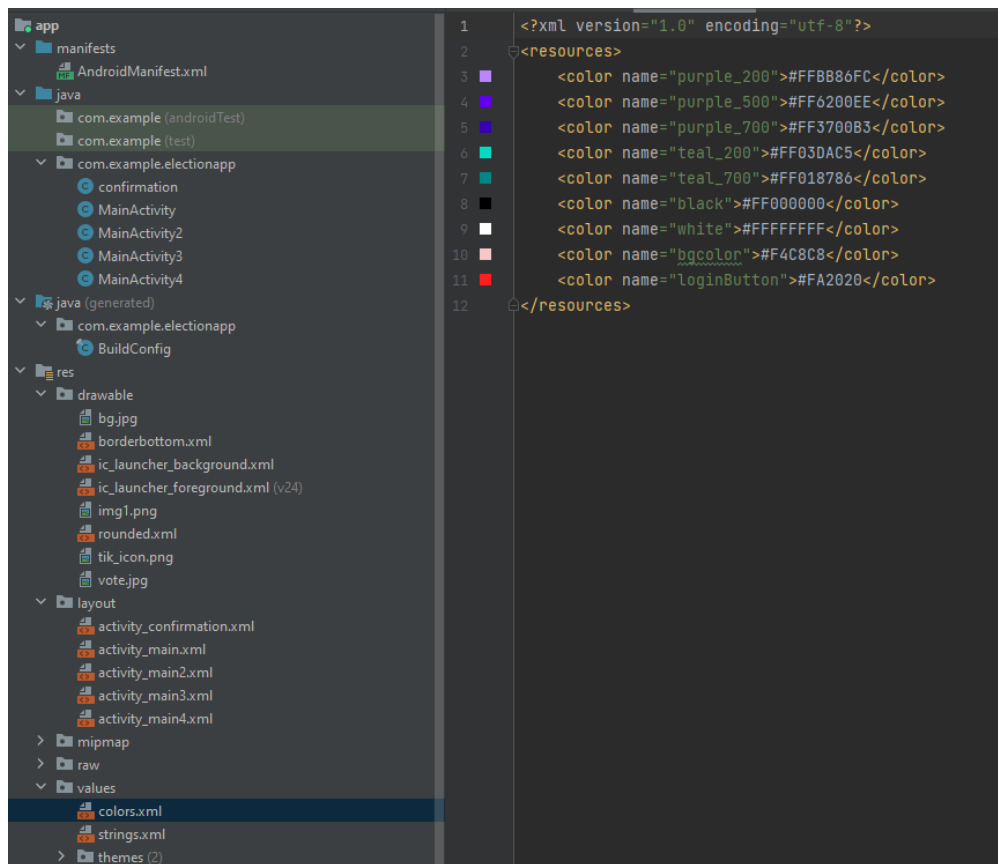 app
manifests
AndroidManifest.xml
java
com.example (androidTest)
com.example (test)
com.example.electionapp
confirmation
MainActivity
MainActivity2
MainActivity3
MainActivity4
java (generated)
com.example.electionapp
BuildConfig
res
drawable
bg.jpg
borderbottom.xml
ic_launcher_background.xml
ic_launcher_foreground.xml (v24)
img1.png
rounded.xml
tik_icon.png
vote.jpg
layout
activity_confirmation.xml
activity_main.xml
activity_main2.xml
activity_main3.xml
activity_main4.xml
mipmap
raw
values
colors.xml
strings.xml
themes (2)
1 <?xml version="1.0" encoding="utf-8"?>
2 <resources>
3 <color name="purple_200">#FFBB86FC</color>
4 <color name="purple_500">#FF6200EE</color>
5 <color name="purple_700">#FF3700B3</color>
6 <color name="teal_200">#FF03DAC5</color>
7 <color name="teal_700">#FF018786</color>
8 <color name="black">#FF000000</color>
9 <color name="white">#FFFFFFFF</color>
10 <color name="bgcolor">#F4C8C8</color>
11 <color name="loginButton">#FA2020</color>
12 </resources>